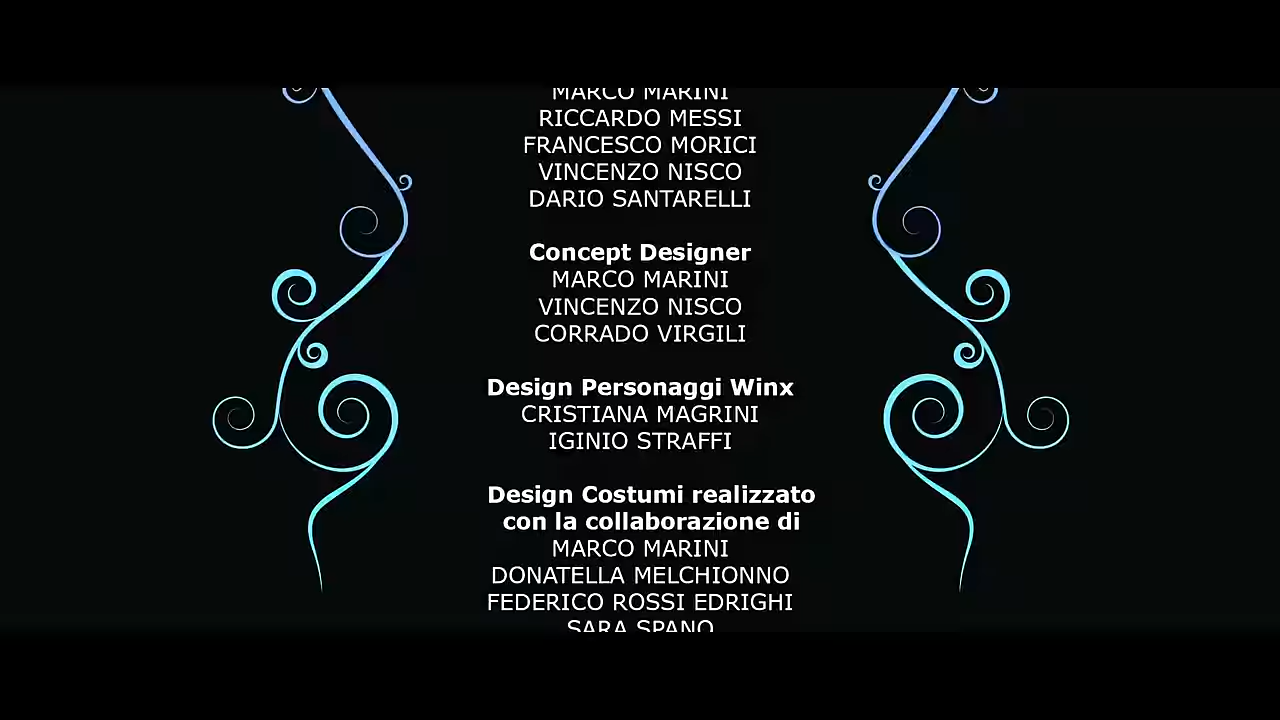 MARCO MARINI
RICCARDO MESSI
FRANCESCO MORICI
VINCENZO NISCO
DARIO SANTARELLI
Concept Designer
MARCO MARINI
VINCENZO NISCO
CORRADO VIRGILI
Design Personaggi Winx
CRISTIANA MAGRINI
IGINIO STRAFFI
Design Costumi realizzato
con la collaborazione di
MARCO MARINI
DONATELLA MELCHIONNO
FEDERICO ROSSI EDRIGHI
SARA SPANO